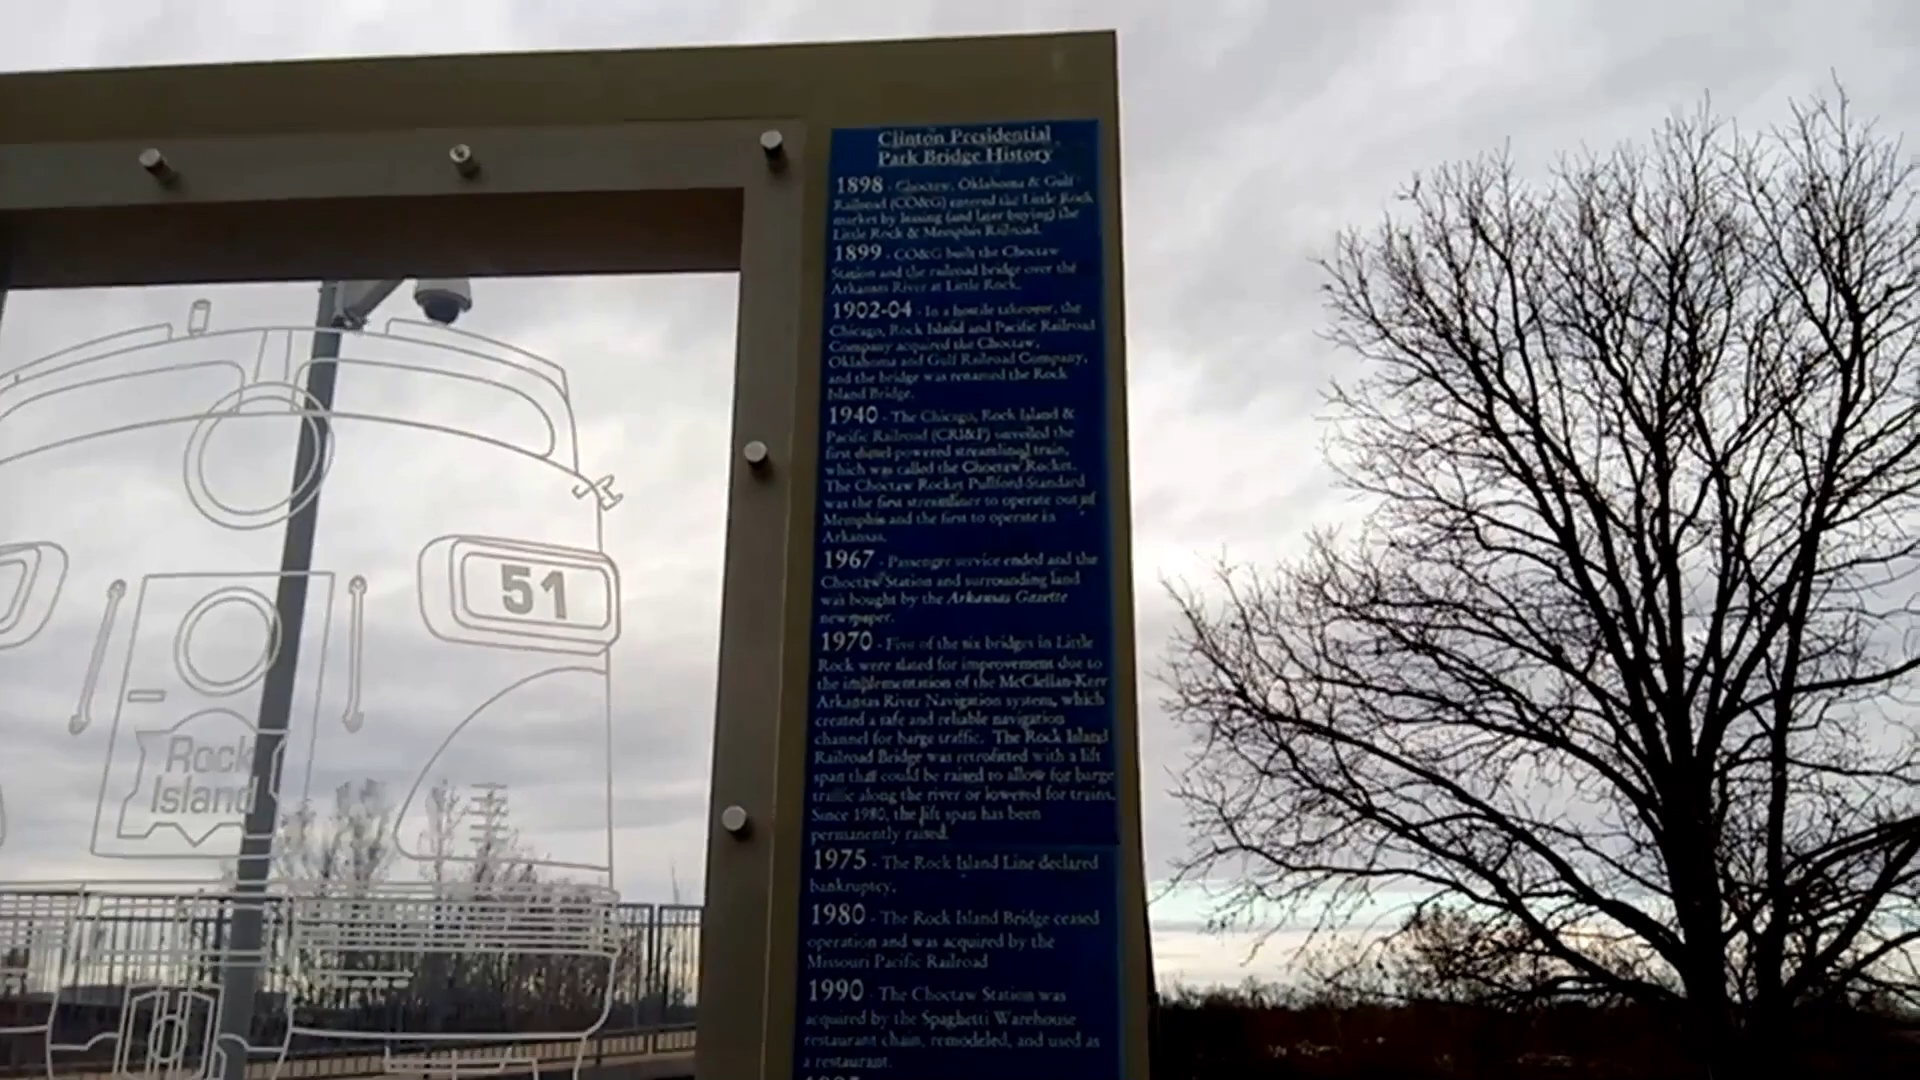 Clinton Presidential
Park Bridge History
1898 - Choctaw, Oklahoma & Gulf
Railroad (CO&G) entered the Little Rock
market by leasing (and later buying) the
Little Rock & Memphis Railroad.
1899 - CO&G built the Choctaw
Station and the railroad bridge over the
Arkansas River at Little Rock.
1902-04 - In a hostile takeover, the
Chicago, Rock Island and Pacific Railroad
Company acquired the Choctaw,
Oklahoma and Gulf Railroad Company,
and the bridge was renamed the Rock
Island Bridge.
1940 - The Chicago, Rock Island &
Pacific Railroad (CRI&P) unveiled the
first diesel-powered streamlined train,
which was called the Choctaw Rocket.
The Choctaw Rocket Pullford-Standard
was the first streamliner to operate out of
Memphis and the first to operate in
Arkansas.
1967 - Passenger service ended and the
Choctaw Station and surrounding land
was bought by the Arkansas Gazette
newspaper.
1970 - Five of the six bridges in Little
Rock were slated for improvement due to
the implementation of the McClellan-Kerr
Arkansas River Navigation system, which
created a safe and reliable navigation
channel for barge traffic. The Rock Island
Railroad Bridge was retrofitted with a lift
span that could be raised to allow for barge
traffic along the river or lowered for trains.
Since 1980, the lift span has been
permanently raised.
1975 - The Rock Island Line declared
bankruptcy.
1980 - The Rock Island Bridge ceased
operation and was acquired by the
Missouri Pacific Railroad
1990 - The Choctaw Station was
acquired by the Spaghetti Warehouse
restaurant chain, remodeled, and used as
a restaurant.
51
Rock
Island